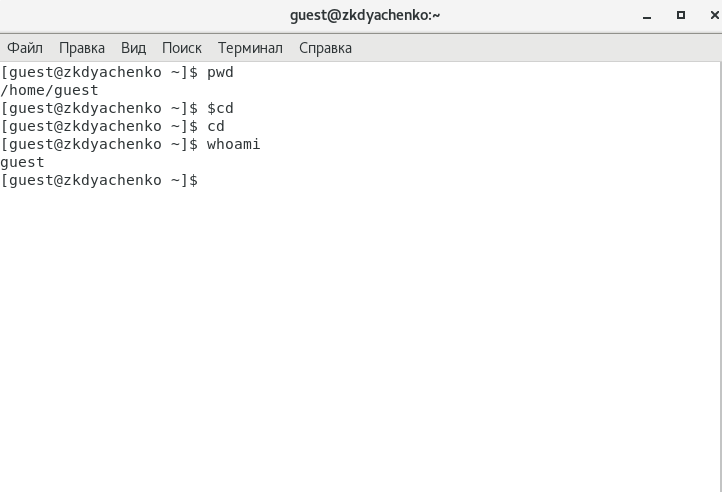 guest@zkdyachenko:~
Файл Правка Вид Поиск Терминал Справка
[guest@zkdyachenko ~]$ pwd
/home/guest
[guest@zkdyachenko ~]$ $cd
[guest@zkdyachenko ~]$ cd
[guest@zkdyachenko ~]$ whoami
guest
[guest@zkdyachenko ~]$